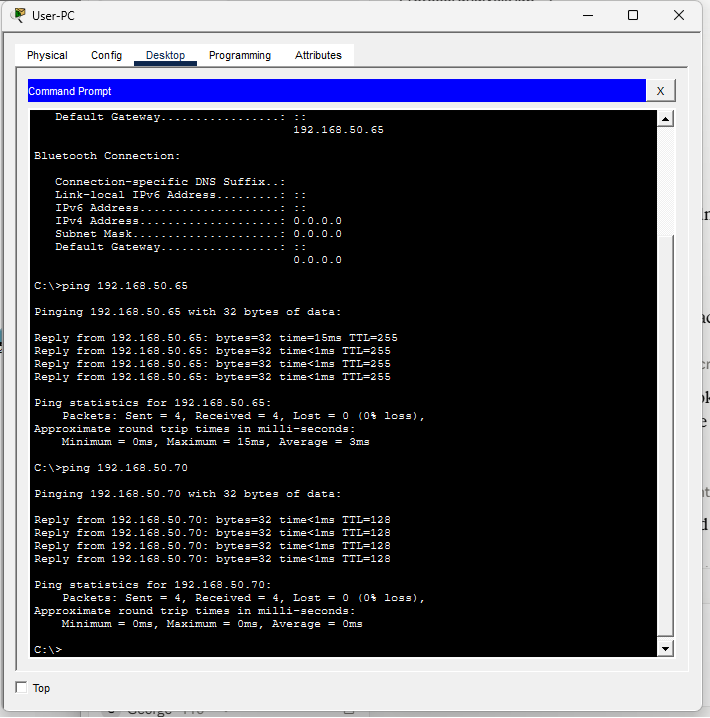 User-PC
Physical Config Desktop Programming Attributes
Command Prompt X
Default Gateway.................: ::
192.168.50.65
Bluetooth Connection:
Connection-specific DNS Suffix..:
Link-local IPv6 Address.........: ::
IPv6 Address....................: ::
IPv4 Address....................: 0.0.0.0
Subnet Mask.....................: 0.0.0.0
Default Gateway.................: ::
0.0.0.0
C:\>ping 192.168.50.65
Pinging 192.168.50.65 with 32 bytes of data:
Reply from 192.168.50.65: bytes=32 time=15ms TTL=255
Reply from 192.168.50.65: bytes=32 time<1ms TTL=255
Reply from 192.168.50.65: bytes=32 time<1ms TTL=255
Reply from 192.168.50.65: bytes=32 time<1ms TTL=255
Ping statistics for 192.168.50.65:
Packets: Sent = 4, Received = 4, Lost = 0 (0% loss),
Approximate round trip times in milli-seconds:
Minimum = 0ms, Maximum = 15ms, Average = 3ms
C:\>ping 192.168.50.70
Pinging 192.168.50.70 with 32 bytes of data:
Reply from 192.168.50.70: bytes=32 time<1ms TTL=128
Reply from 192.168.50.70: bytes=32 time<1ms TTL=128
Reply from 192.168.50.70: bytes=32 time<1ms TTL=128
Reply from 192.168.50.70: bytes=32 time<1ms TTL=128
Ping statistics for 192.168.50.70:
Packets: Sent = 4, Received = 4, Lost = 0 (0% loss),
Approximate round trip times in milli-seconds:
Minimum = 0ms, Maximum = 0ms, Average = 0ms
C:\>
Top